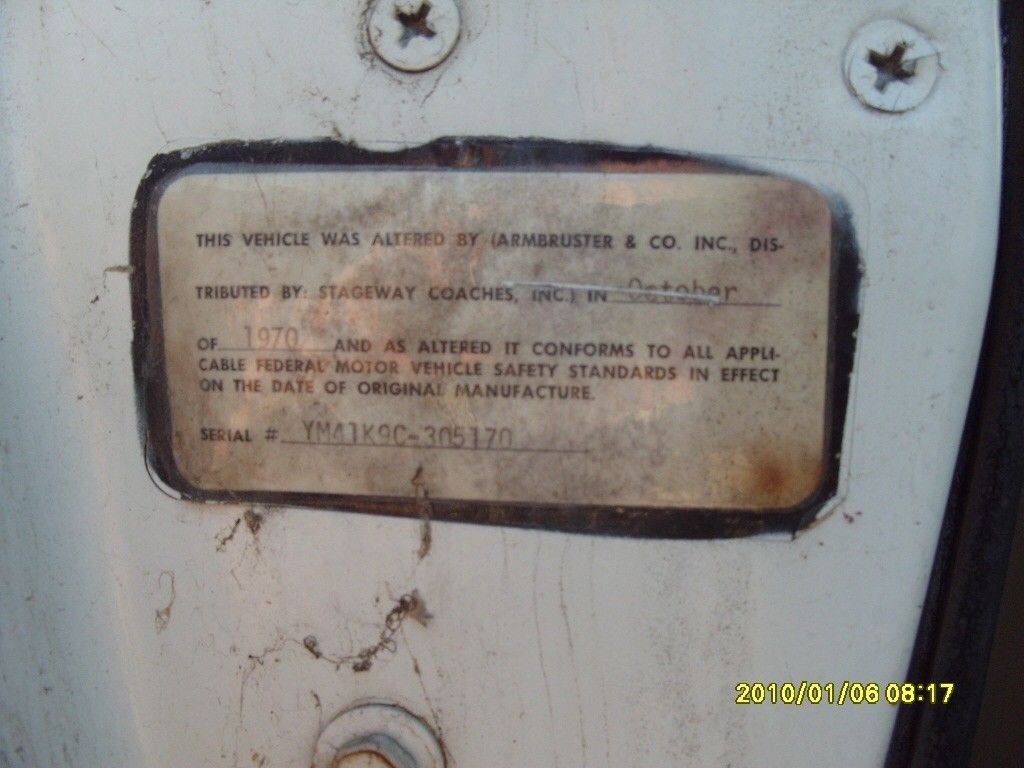 THIS VEHICLE WAS ALTERED BY (ARMBRUSTER & CO. INC., DIS-
TRIBUTED BY: STAGEWAY COACHES, INC.) IN October
OF 1970 AND AS ALTERED IT CONFORMS TO ALL APPLI-
CABLE FEDERAL MOTOR VEHICLE SAFETY STANDARDS IN EFFECT
ON THE DATE OF ORIGINAL MANUFACTURE.
SERIAL # YM41K9C-305170
2010/01/06 08:17